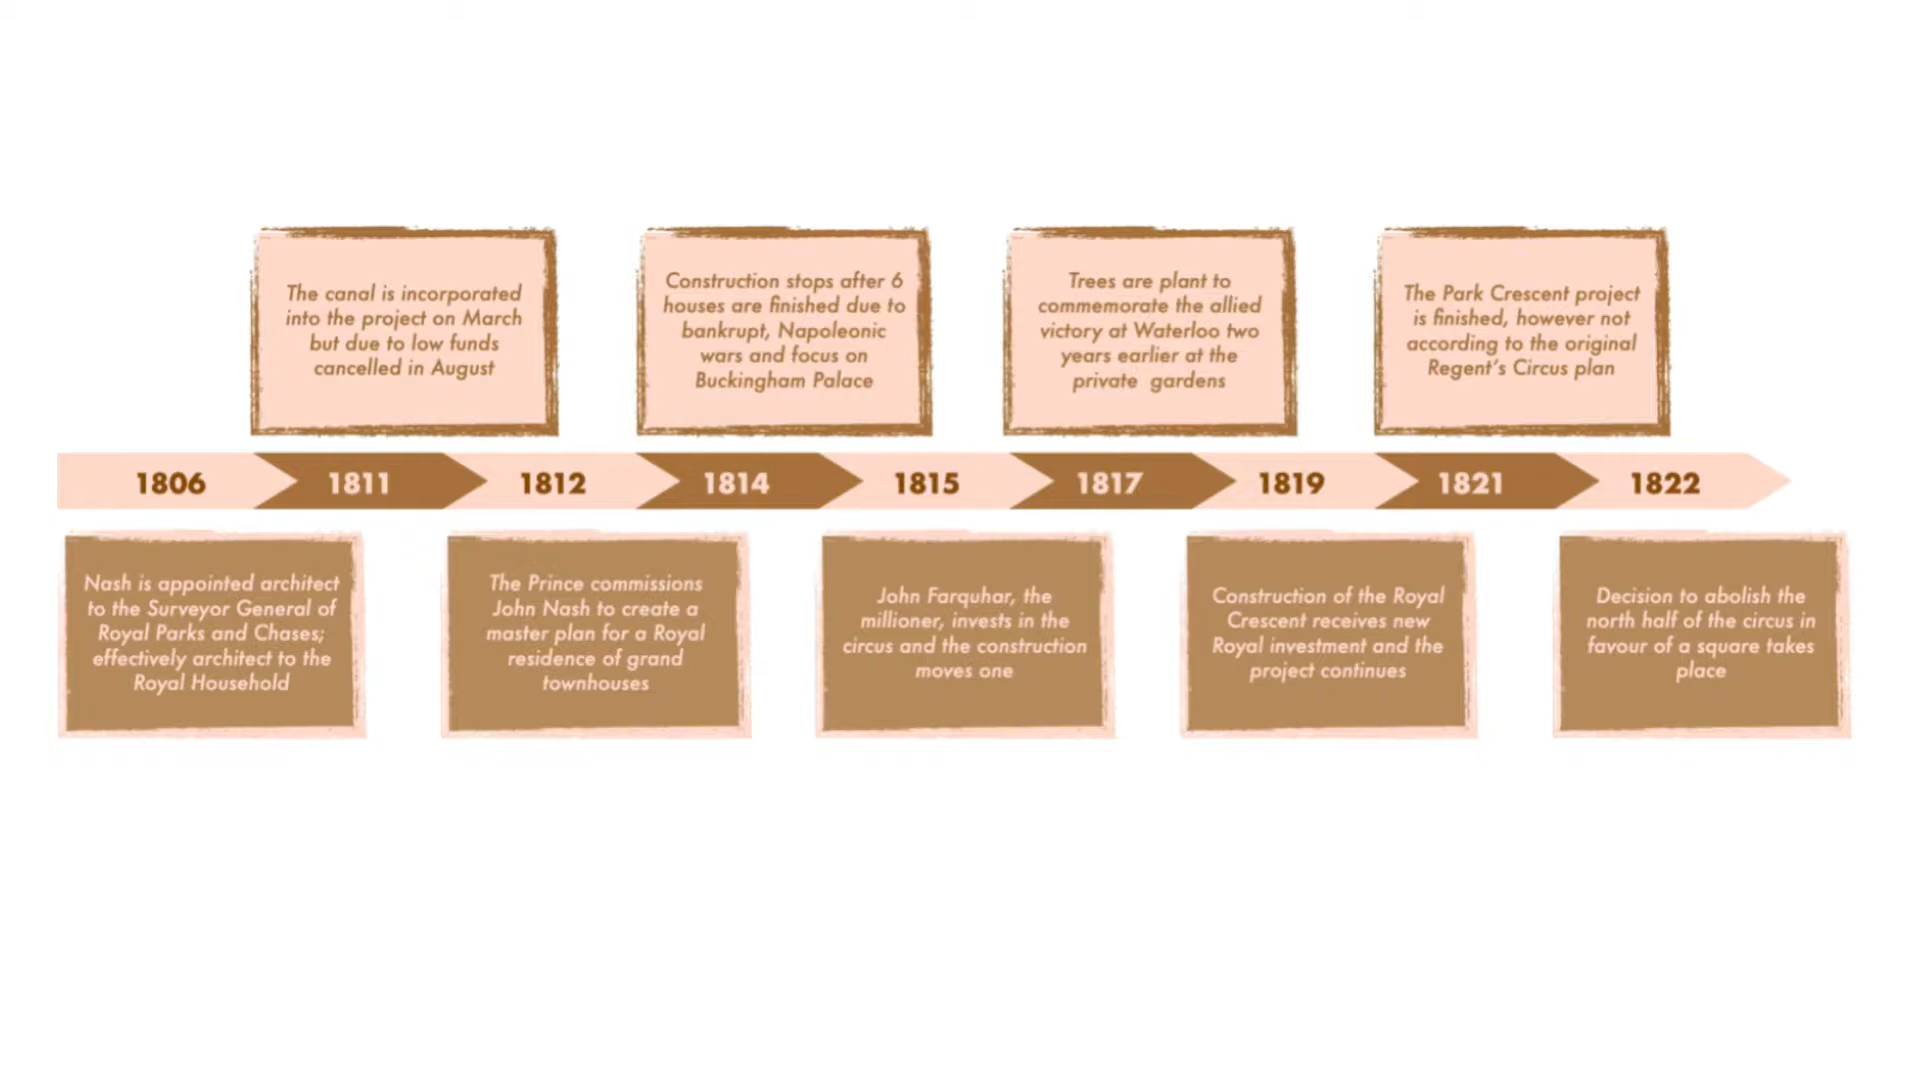 The canal is incorporated
into the project on March
but due to low funds
cancelled in August
Construction stops after 6
houses are finished due to
bankrupt, Napoleonic
wars and focus on
Buckingham Palace
Trees are plant to
commemorate the allied
victory at Waterloo two
years earlier at the
private gardens
The Park Crescent project
is finished, however not
according to the original
Regent's Circus plan
1806 1811 1812 1814 1815 1817 1819 1821 1822
Nash is appointed architect
to the Surveyor General of
Royal Parks and Chases;
effectively architect to the
Royal Household
The Prince commissions
John Nash to create a
master plan for a Royal
residence of grand
townhouses
John Farquhar, the
millioner, invests in the
circus and the construction
moves one
Construction of the Royal
Crescent receives new
Royal investment and the
project continues
Decision to abolish the
north half of the circus in
favour of a square takes
place